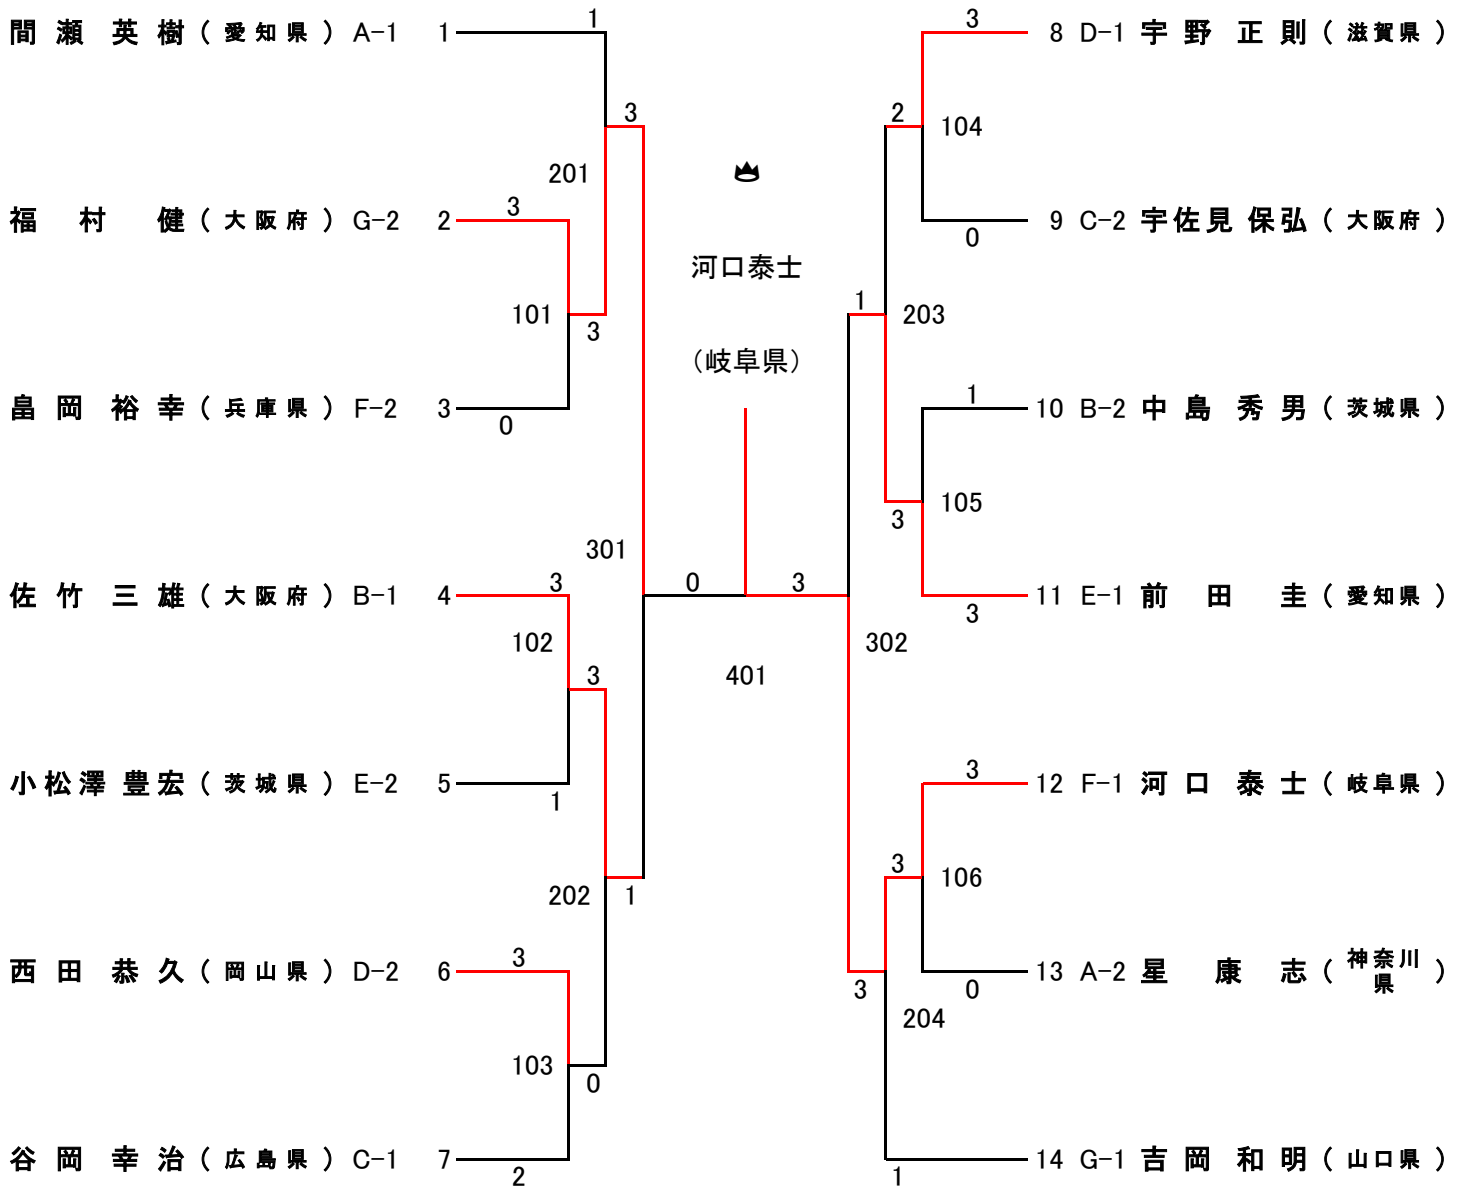 間瀬 英樹 ( 愛知県 ) A-1 1
1
3
201
福村 健 ( 大阪府 ) G-2 2
3
101
3
畠岡 裕幸 ( 兵庫県 ) F-2 3
0
301
佐竹 三雄 ( 大阪府 ) B-1 4
3
102
3
小松澤 豊宏 ( 茨城県 ) E-2 5
1
202
1
西田 恭久 ( 岡山県 ) D-2 6
3
103
0
谷岡 幸治 ( 広島県 ) C-1 7
2
河口泰士
（岐阜県）
0
3
401
3
8 D-1 宇野 正則 ( 滋賀県 )
2
104
9 C-2 宇佐見 保弘 ( 大阪府 )
0
1
203
1
10 B-2 中島 秀男 ( 茨城県 )
3
105
11 E-1 前田 圭 ( 愛知県 )
3
302
3
12 F-1 河口 泰士 ( 岐阜県 )
3
106
13 A-2 星 康志 ( 神奈川
県 )
0
3
204
14 G-1 吉岡 和明 ( 山口県 )
1